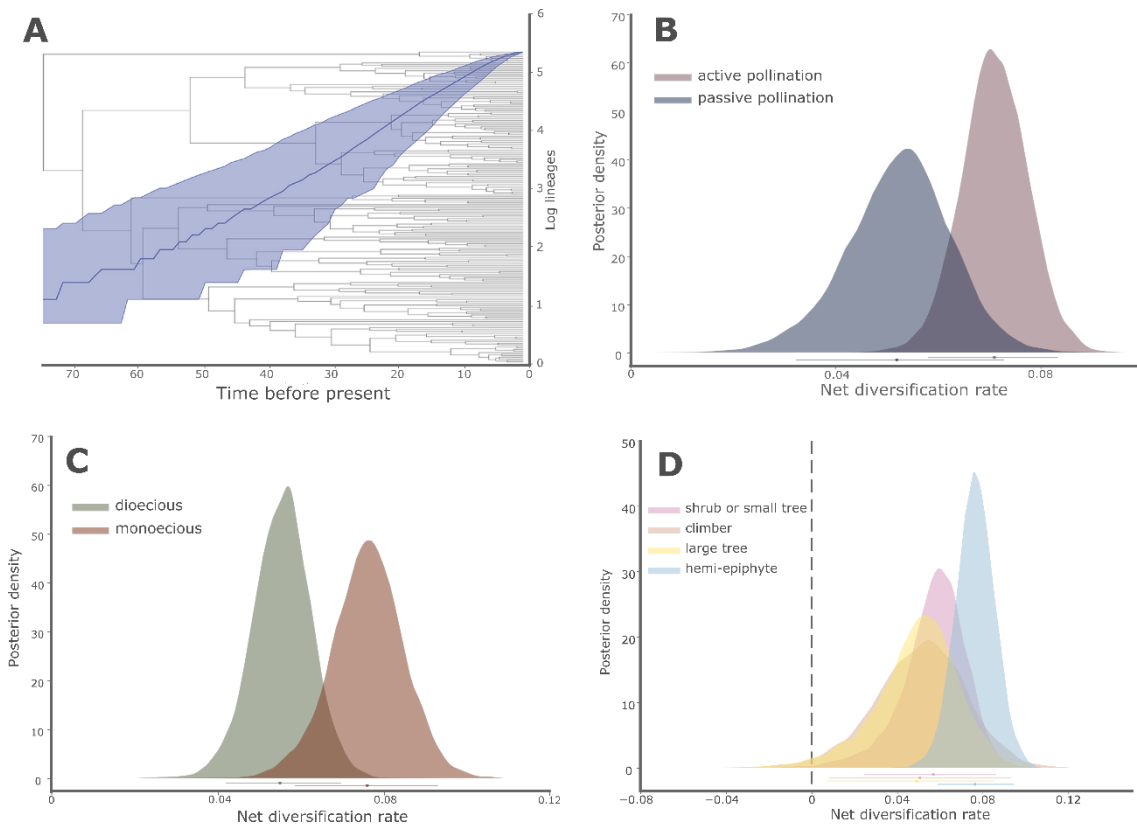 A
6
5
4
3
2
1
0
Log lineages
70 60 50 40 30 20 10 0
Time before present
B
70
60
50
40
30
20
10
0
Posterior density
active pollination
passive pollination
0 0.04 0.08
Net diversification rate
C
70
60
50
40
30
20
10
0
Posterior density
dioecious
monoecious
0 0.04 0.08 0.12
Net diversification rate
D
50
40
30
20
10
0
Posterior density
shrub or small tree
climber
large tree
hemi-epiphyte
−0.08 −0.04 0 0.04 0.08 0.12
Net diversification rate